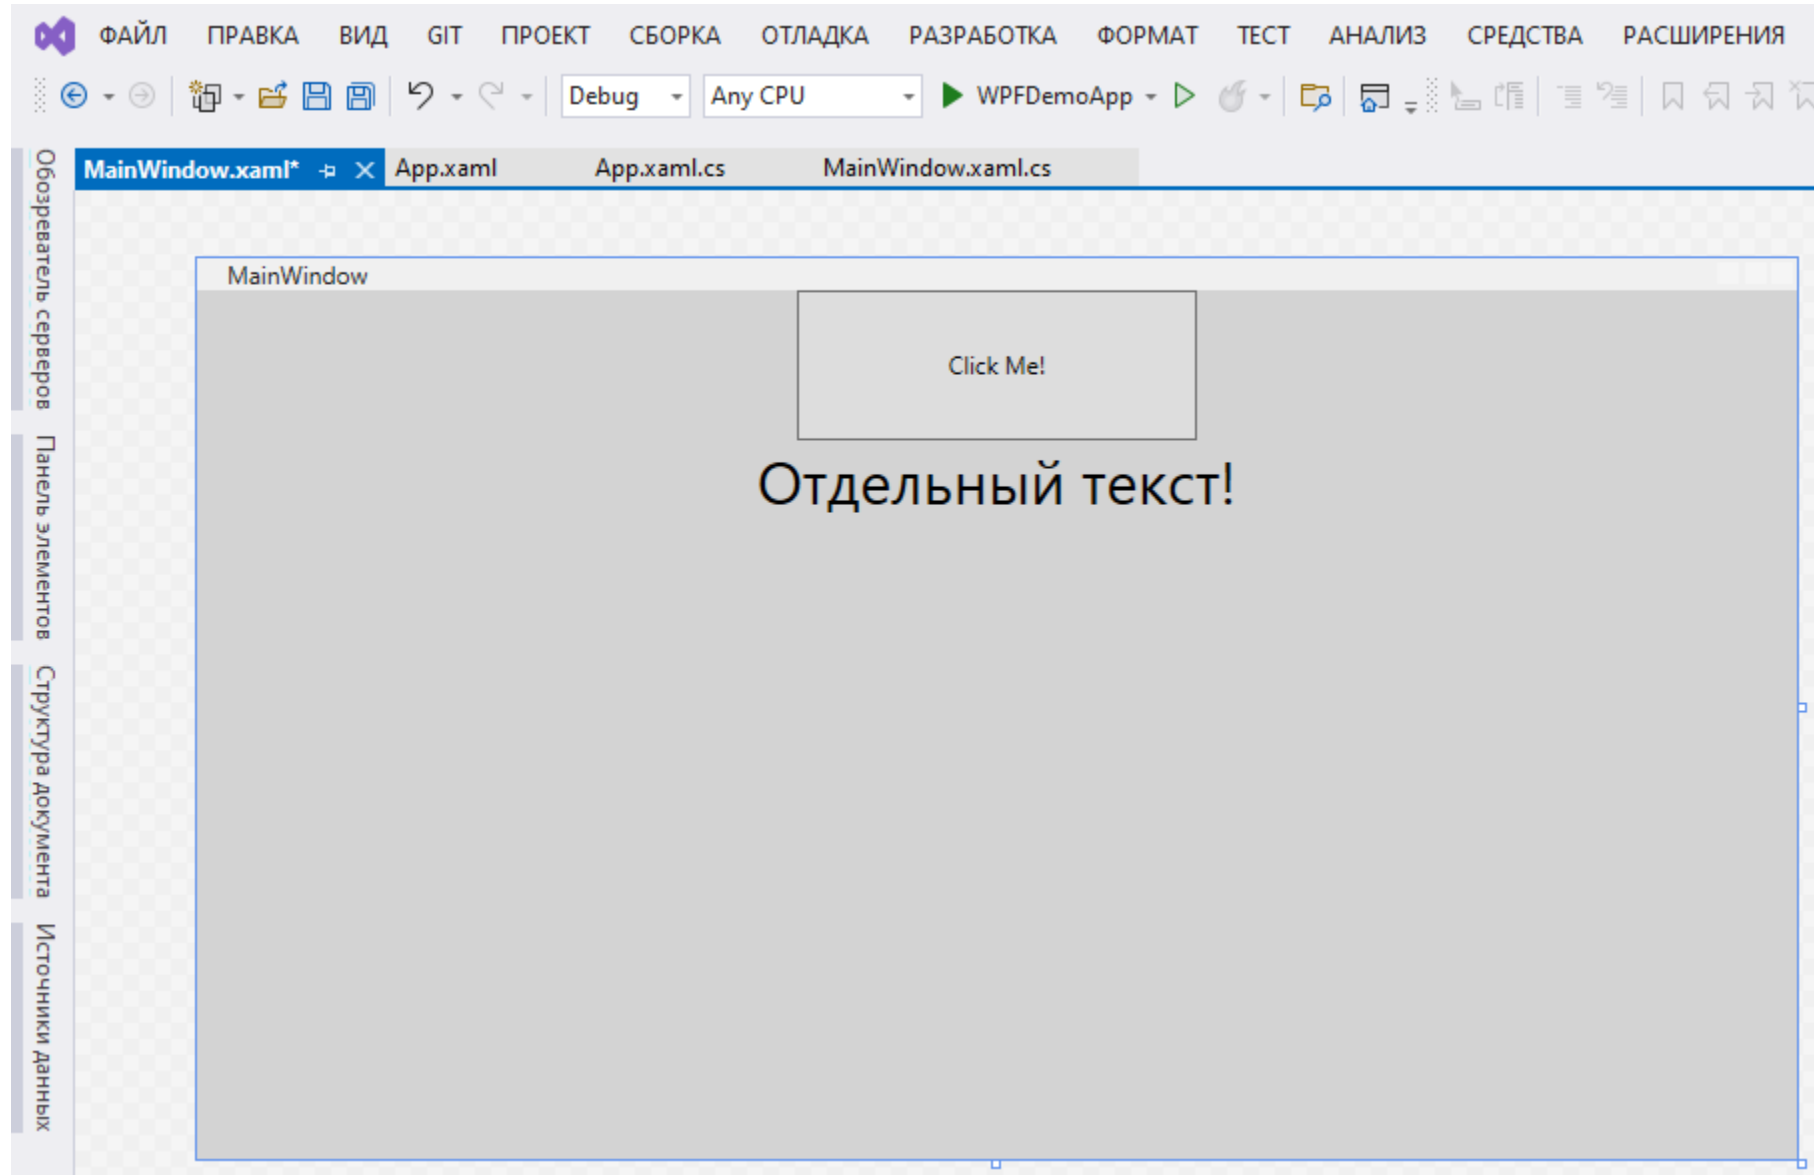 ФАЙЛ ПРАВКА ВИД GIT ПРОЕКТ СБОРКА ОТЛАДКА РАЗРАБОТКА ФОРМАТ ТЕСТ АНАЛИЗ СРЕДСТВА РАСШИРЕНИЯ
Debug Any CPU WPFDemoApp
MainWindow.xaml* App.xaml App.xaml.cs MainWindow.xaml.cs
Обозреватель серверов
Панель элементов
Структура документа
Источники данных
MainWindow
Click Me!
Отдельный текст!